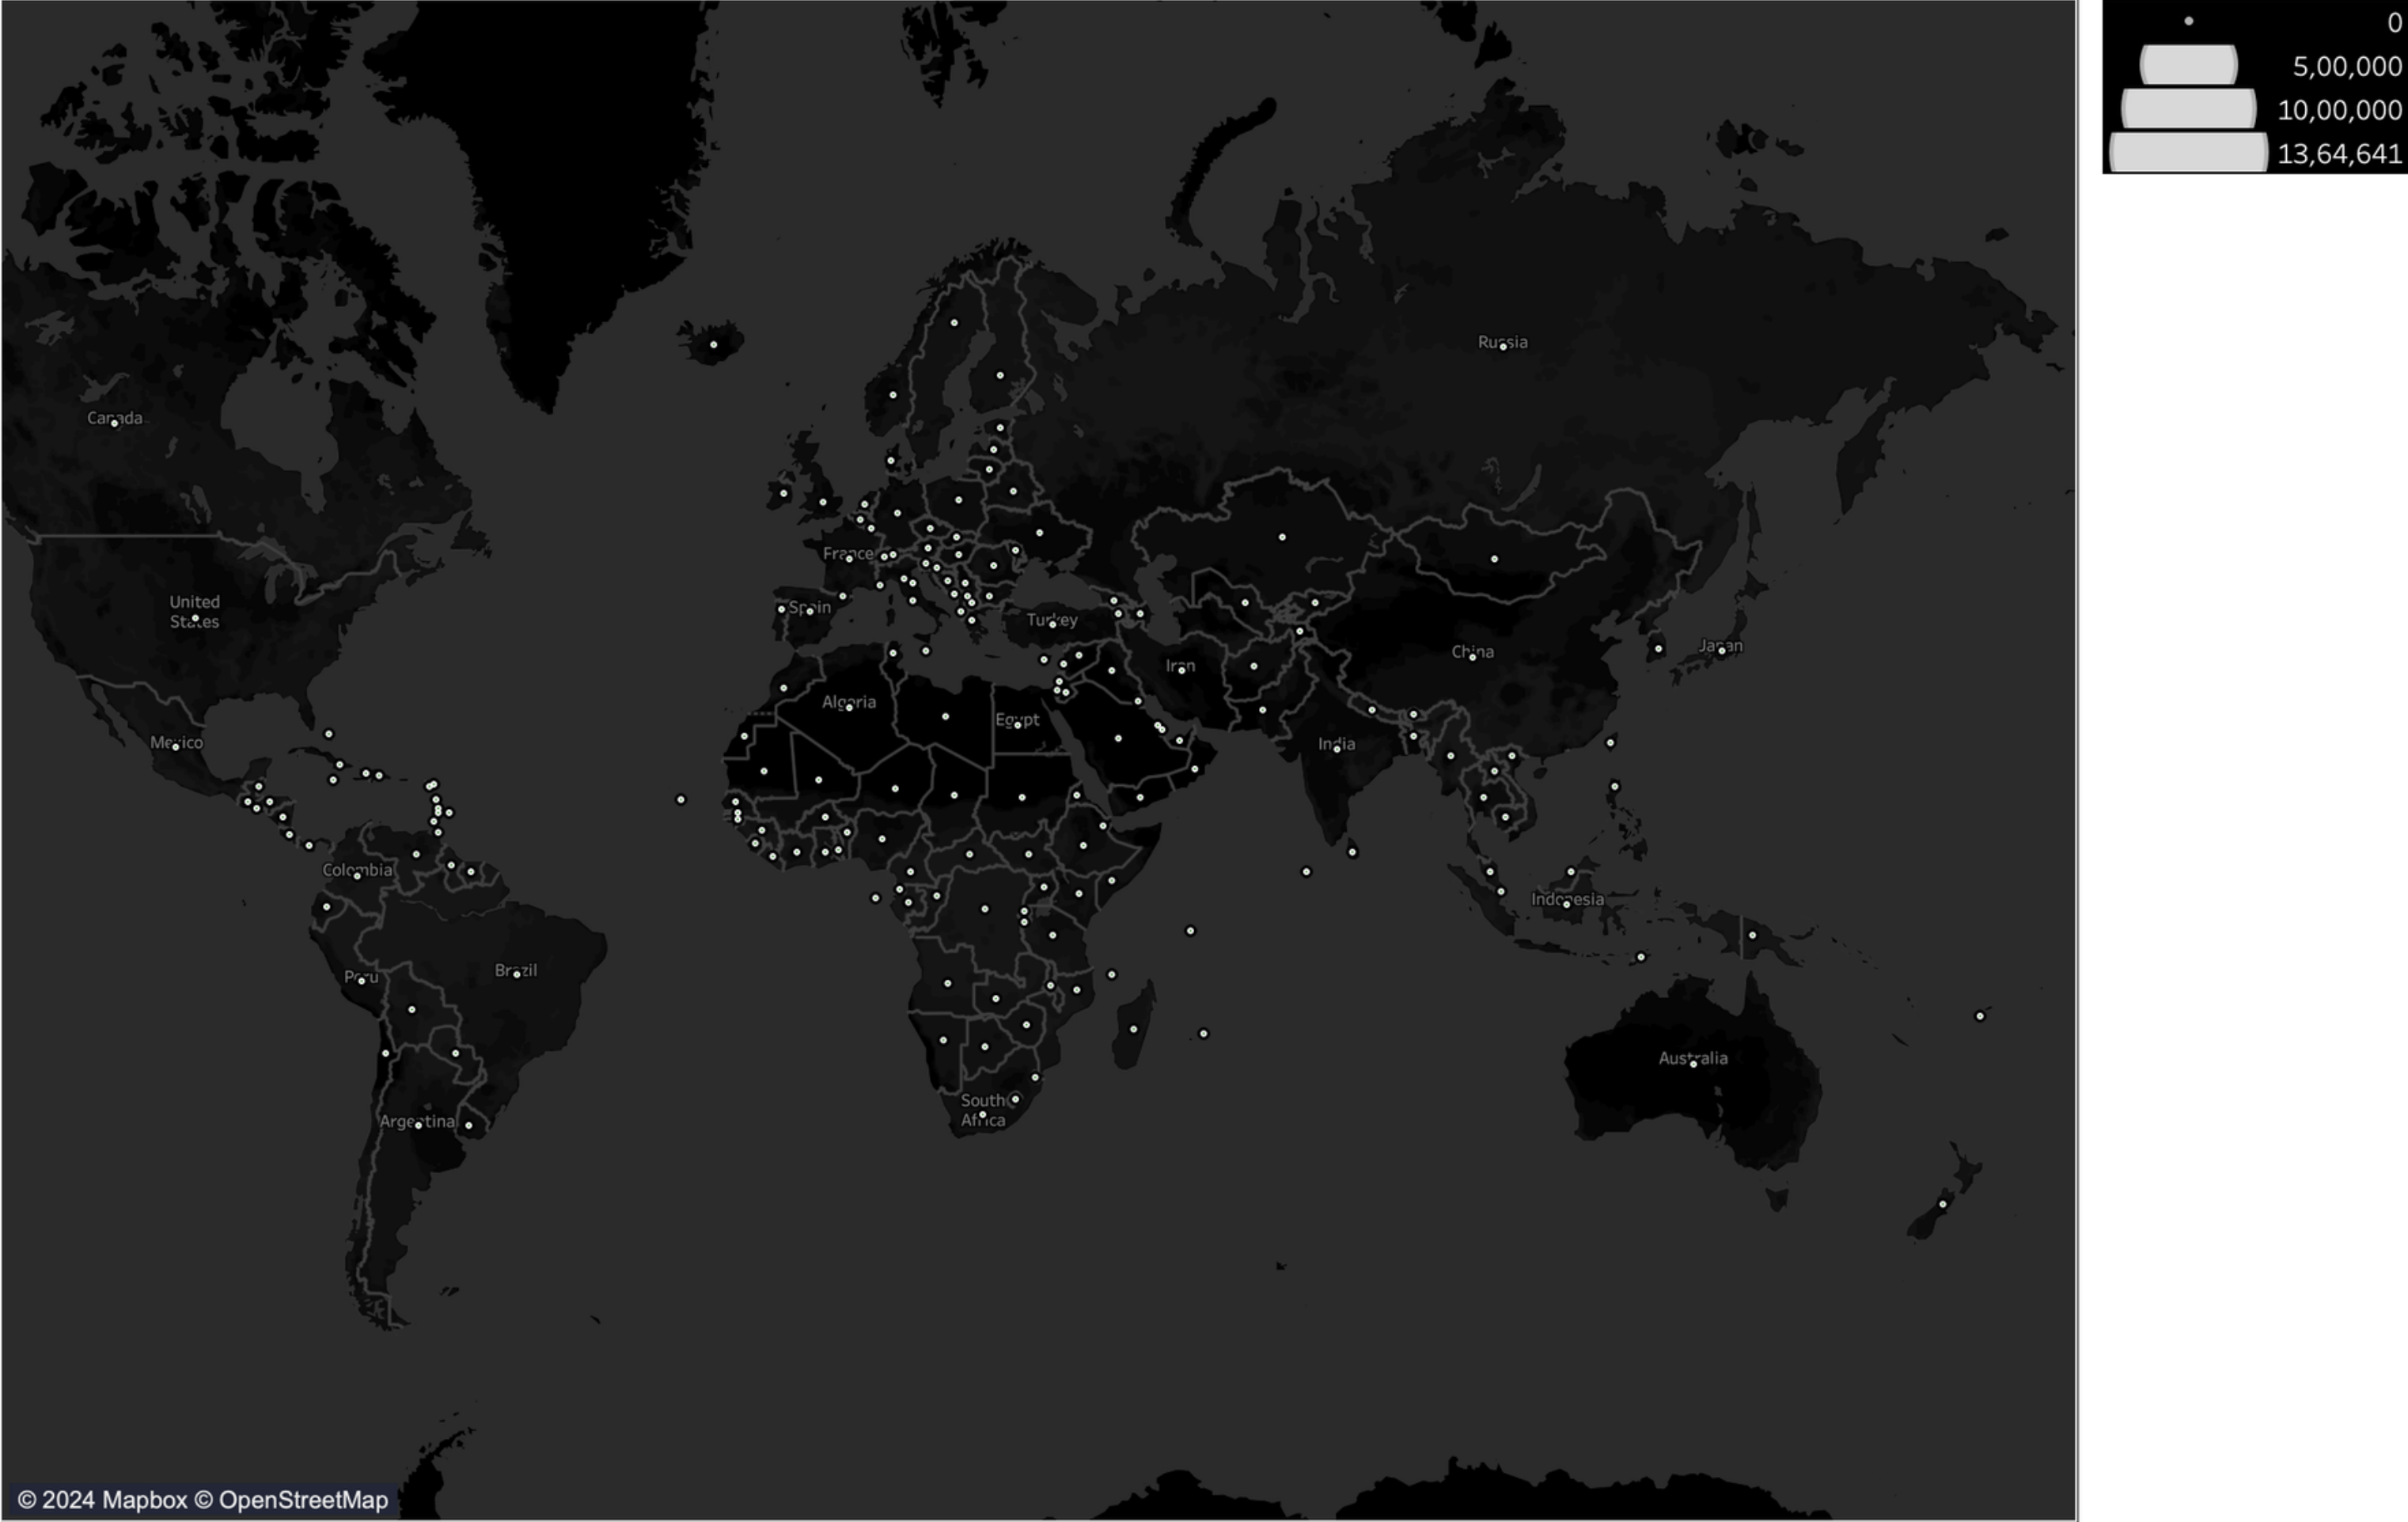 0
5,00,000
10,00,000
13,64,641
Russia
Canada
France
United
States
Spain
Turkey
Japan
China
Iran
Algeria
Egypt
Mexico
India
Colombia
Indonesia
Brazil
Peru
Australia
South
Africa
Argentina
© 2024 Mapbox © OpenStreetMap